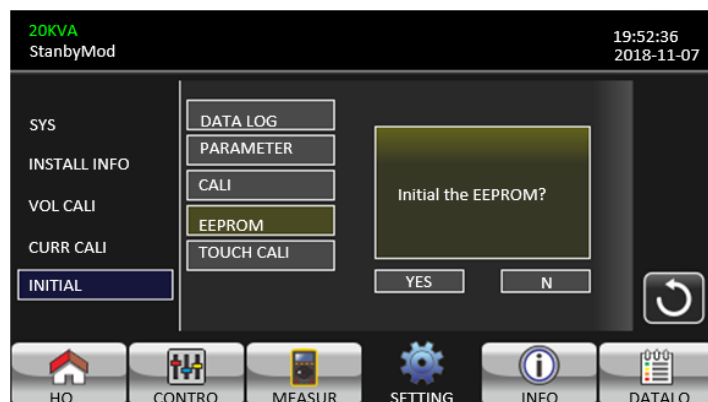 20KVA
StanbyMod
19:52:36
2018-11-07
SYS
INSTALL INFO
VOL CALI
CURR CALI
INITIAL
DATA LOG
PARAMETER
CALI
EEPROM
TOUCH CALI
Initial the EEPROM?
YES N
HO CONTRO MEASUR SETTING INFO DATALO